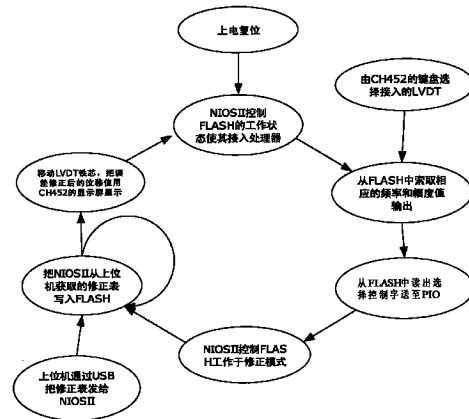 上电复位
NIOSII控制
FLASH的工作状
态使其接入处理器
由CH452的键盘选
择接入的LVDT
从FLASH中索取相
应的频率和幅度值
输出
从FLASH中读出选
择控制字送至PIO
NIOSII控制FLAS
H工作于修正模式
把NIOSII从上位
机获取的修正表
写入FLASH
上位机通过USB
把修正表发给
NIOSII
移动LVDT铁芯，把误
差修正后的位移值用
CH452的显示屏显示